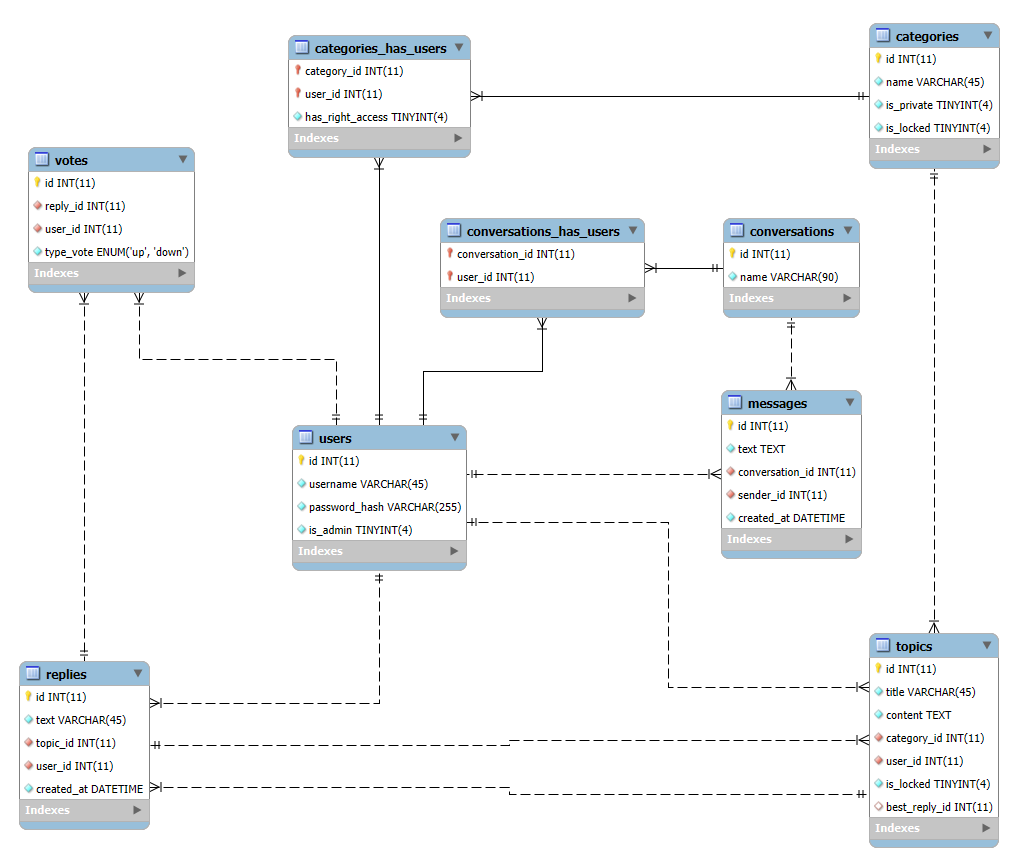 categories_has_users
category_id INT(11)
user_id INT(11)
has_right_access TINYINT(4)
Indexes
categories
id INT(11)
name VARCHAR(45)
is_private TINYINT(4)
is_locked TINYINT(4)
Indexes
votes
id INT(11)
reply_id INT(11)
user_id INT(11)
type_vote ENUM('up', 'down')
Indexes
conversations_has_users
conversation_id INT(11)
user_id INT(11)
Indexes
conversations
id INT(11)
name VARCHAR(90)
Indexes
messages
id INT(11)
text TEXT
conversation_id INT(11)
sender_id INT(11)
created_at DATETIME
Indexes
users
id INT(11)
username VARCHAR(45)
password_hash VARCHAR(255)
is_admin TINYINT(4)
Indexes
replies
id INT(11)
text VARCHAR(45)
topic_id INT(11)
user_id INT(11)
created_at DATETIME
Indexes
topics
id INT(11)
title VARCHAR(45)
content TEXT
category_id INT(11)
user_id INT(11)
is_locked TINYINT(4)
best_reply_id INT(11)
Indexes